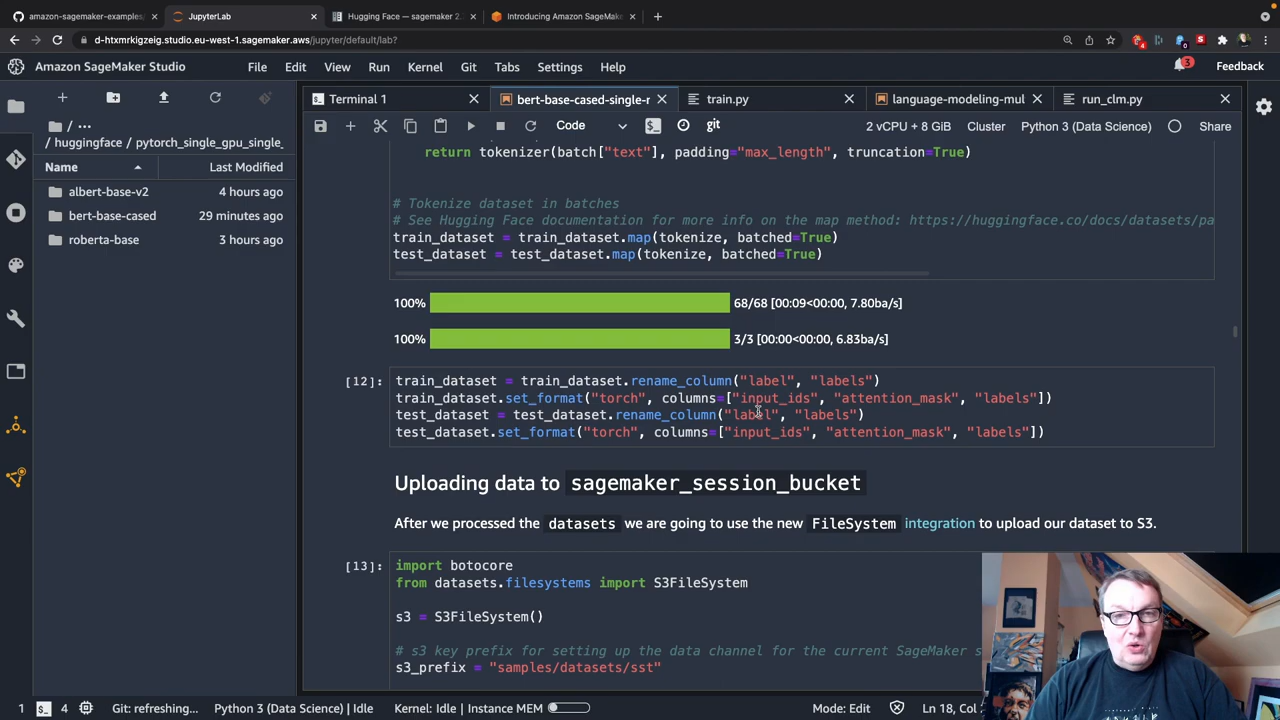 amazon-sagemaker-examples/
JupyterLab
Hugging Face — sagemaker 2.
Introducing Amazon SageMake
d-htxmrkigzeig.studio.eu-west-1.sagemaker.aws/jupyter/default/lab?
Amazon SageMaker Studio
File Edit View Run Kernel Git Tabs Settings Help
3
Feedback
Terminal 1
bert-base-cased-single-r
train.py
language-modeling-mul
run_clm.py
Code
git
2 vCPU + 8 GiB
Cluster
Python 3 (Data Science)
Share
/ ...
/ huggingface / pytorch_single_gpu_single_
Name
Last Modified
albert-base-v2 4 hours ago
bert-base-cased 29 minutes ago
roberta-base 3 hours ago
return tokenizer(batch["text"], padding="max_length", truncation=True)
# Tokenize dataset in batches
# See Hugging Face documentation for more info on the map method: https://huggingface.co/docs/datasets/pa
train_dataset = train_dataset.map(tokenize, batched=True)
test_dataset = test_dataset.map(tokenize, batched=True)
100% 68/68 [00:09<00:00, 7.80ba/s]
100% 3/3 [00:00<00:00, 6.83ba/s]
[12]: train_dataset = train_dataset.rename_column("label", "labels")
train_dataset.set_format("torch", columns=["input_ids", "attention_mask", "labels"])
test_dataset = test_dataset.rename_column("label", "labels")
test_dataset.set_format("torch", columns=["input_ids", "attention_mask", "labels"])
Uploading data to sagemaker_session_bucket
After we processed the datasets we are going to use the new FileSystem integration to upload our dataset to S3.
[13]: import botocore
from datasets.filesystems import S3FileSystem
s3 = S3FileSystem()
# s3 key prefix for setting up the data channel for the current SageMaker s
s3_prefix = "samples/datasets/sst"
1
4
Git: refreshing...
Python 3 (Data Science) | Idle
Kernel: Idle | Instance MEM
Mode: Edit
Ln 18, Col